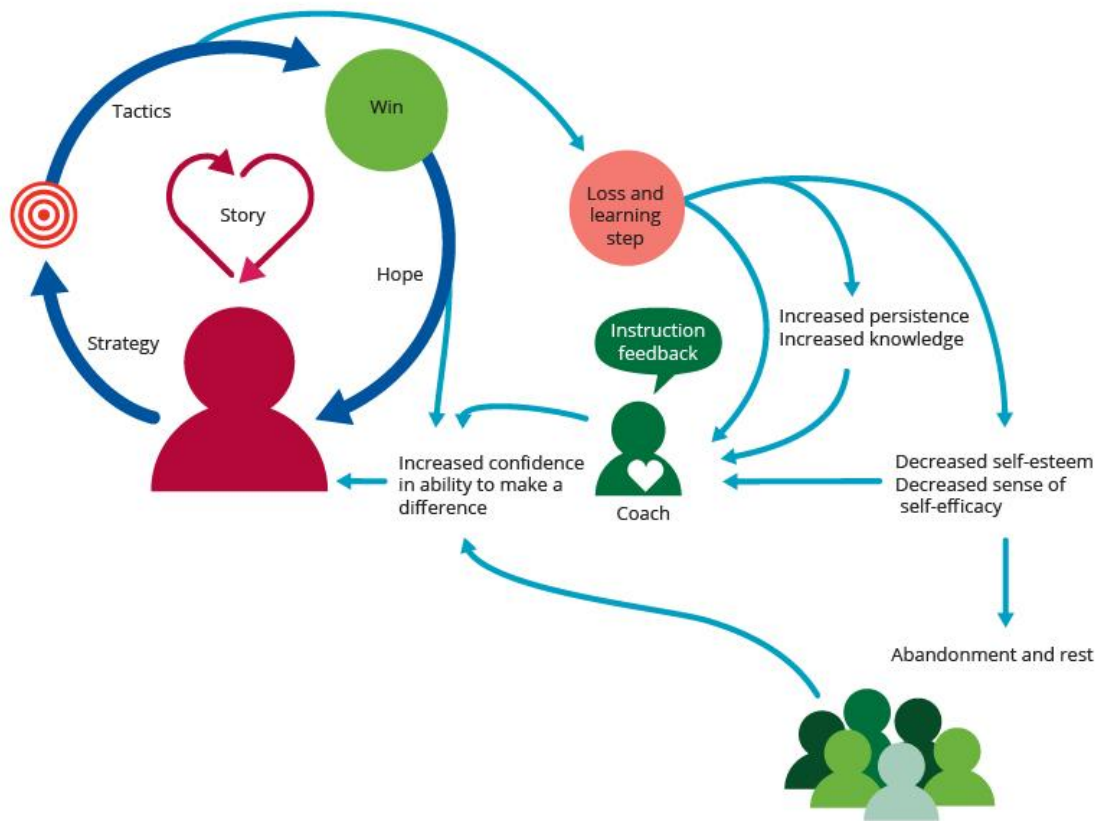 Tactics
Win
Story
Loss and
learning
step
Hope
Strategy
Instruction
feedback
Increased persistence
Increased knowledge
Increased confidence
in ability to make a
difference
Coach
Decreased self-esteem
Decreased sense of
self-efficacy
Abandonment and rest